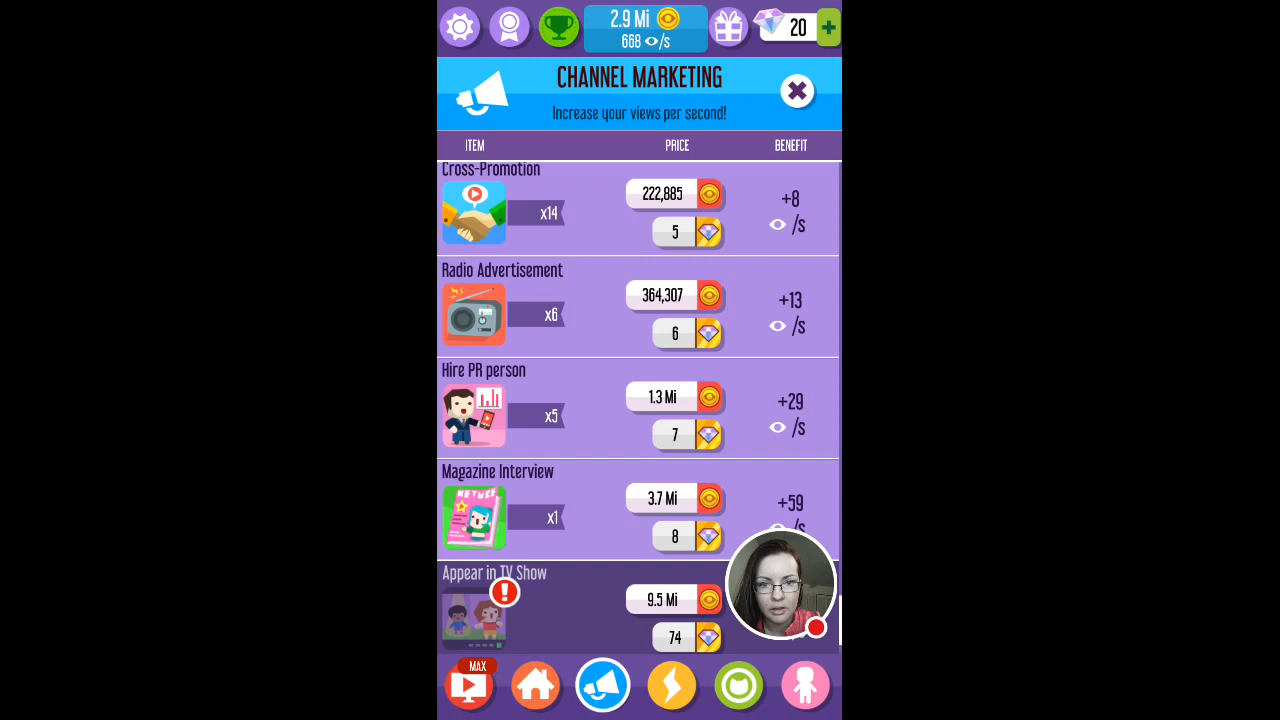 2.9 Mi
668 /s
20
CHANNEL MARKETING
Increase your views per second!
ITEM PRICE BENEFIT
Cross-Promotion
x14
222,885
5
+8
/s
Radio Advertisement
x6
364,307
6
+13
/s
Hire PR person
x5
1.3 Mi
7
+29
/s
Magazine Interview
x1
3.7 Mi
8
+59
/s
Appear in TV Show
9.5 Mi
74
MAX